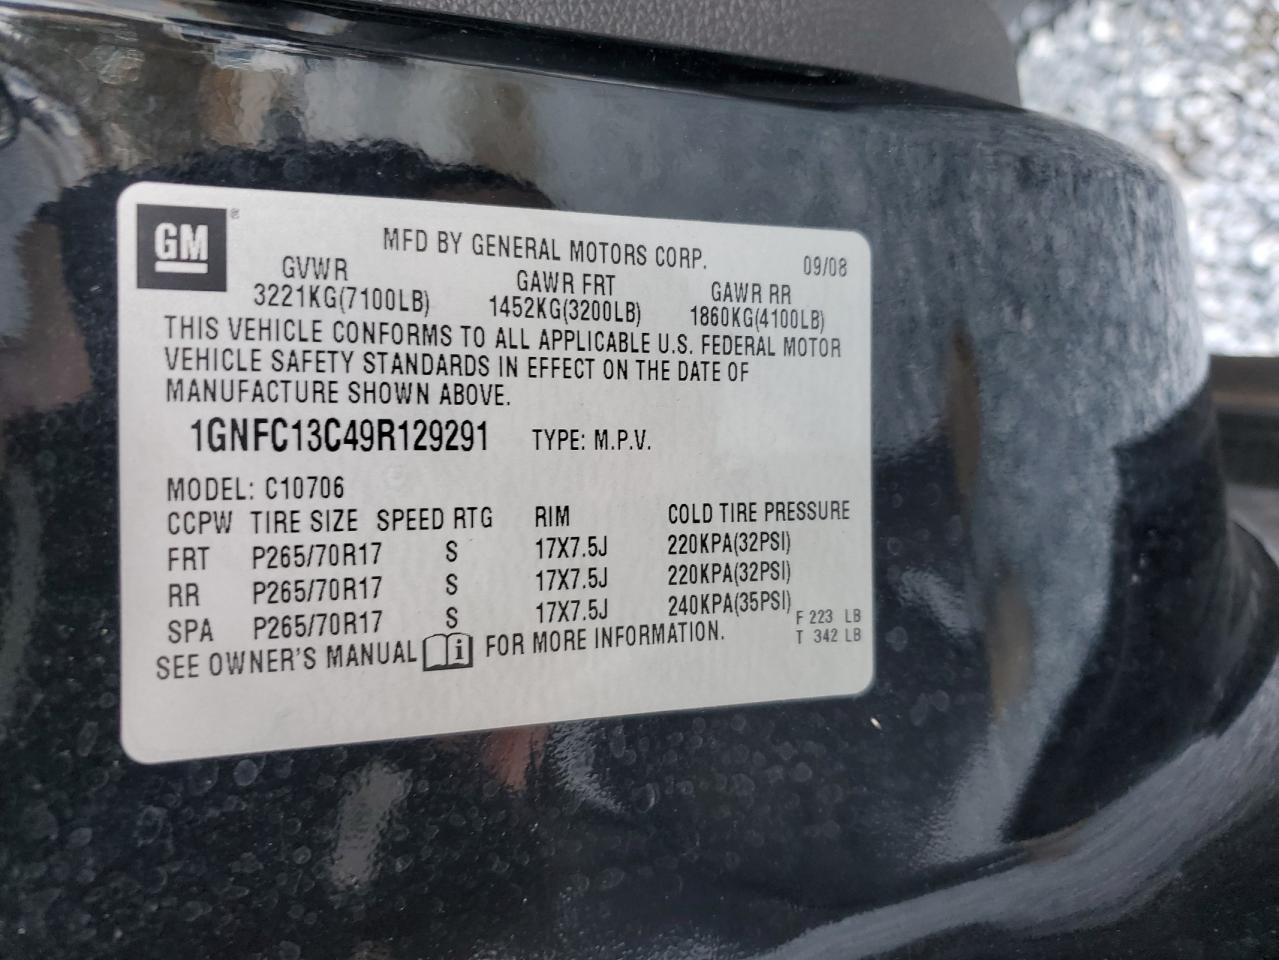 GM ®
MFD BY GENERAL MOTORS CORP. 09/08
GVWR GAWR FRT GAWR RR
3221KG(7100LB) 1452KG(3200LB) 1860KG(4100LB)
THIS VEHICLE CONFORMS TO ALL APPLICABLE U.S. FEDERAL MOTOR
VEHICLE SAFETY STANDARDS IN EFFECT ON THE DATE OF
MANUFACTURE SHOWN ABOVE.
1GNFC13C49R129291 TYPE: M.P.V.
MODEL: C10706
CCPW TIRE SIZE SPEED RTG RIM COLD TIRE PRESSURE
FRT P265/70R17 S 17X7.5J 220KPA(32PSI)
RR P265/70R17 S 17X7.5J 220KPA(32PSI)
SPA P265/70R17 S 17X7.5J 240KPA(35PSI)
F 223 LB
T 342 LB
SEE OWNER'S MANUAL i FOR MORE INFORMATION.